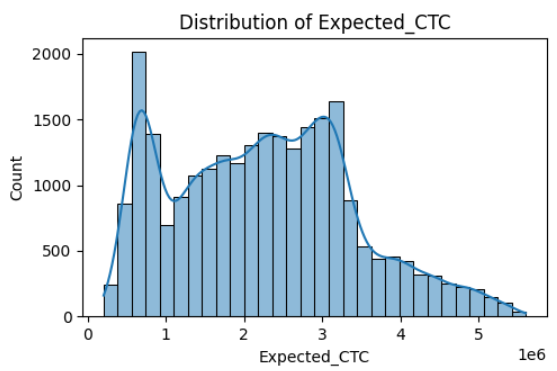 Distribution of Expected_CTC
Count
2000
1500
1000
500
0
0 1 2 3 4 5
1e6
Expected_CTC